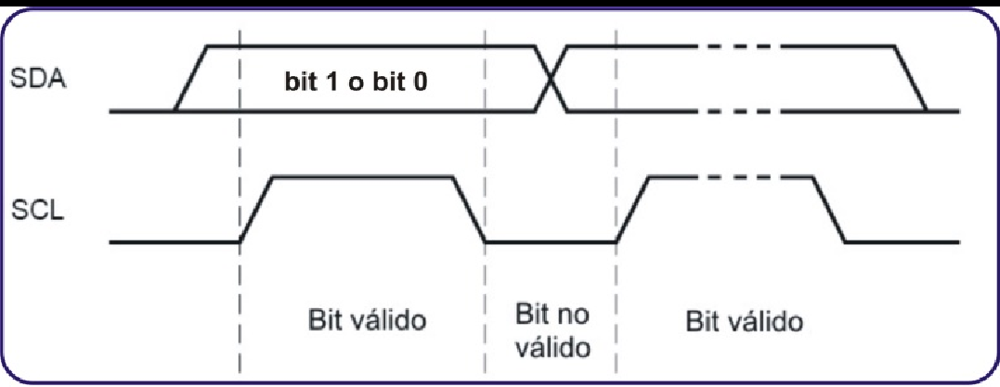 SDA
bit 1 o bit 0
SCL
Bit válido
Bit no
válido
Bit válido